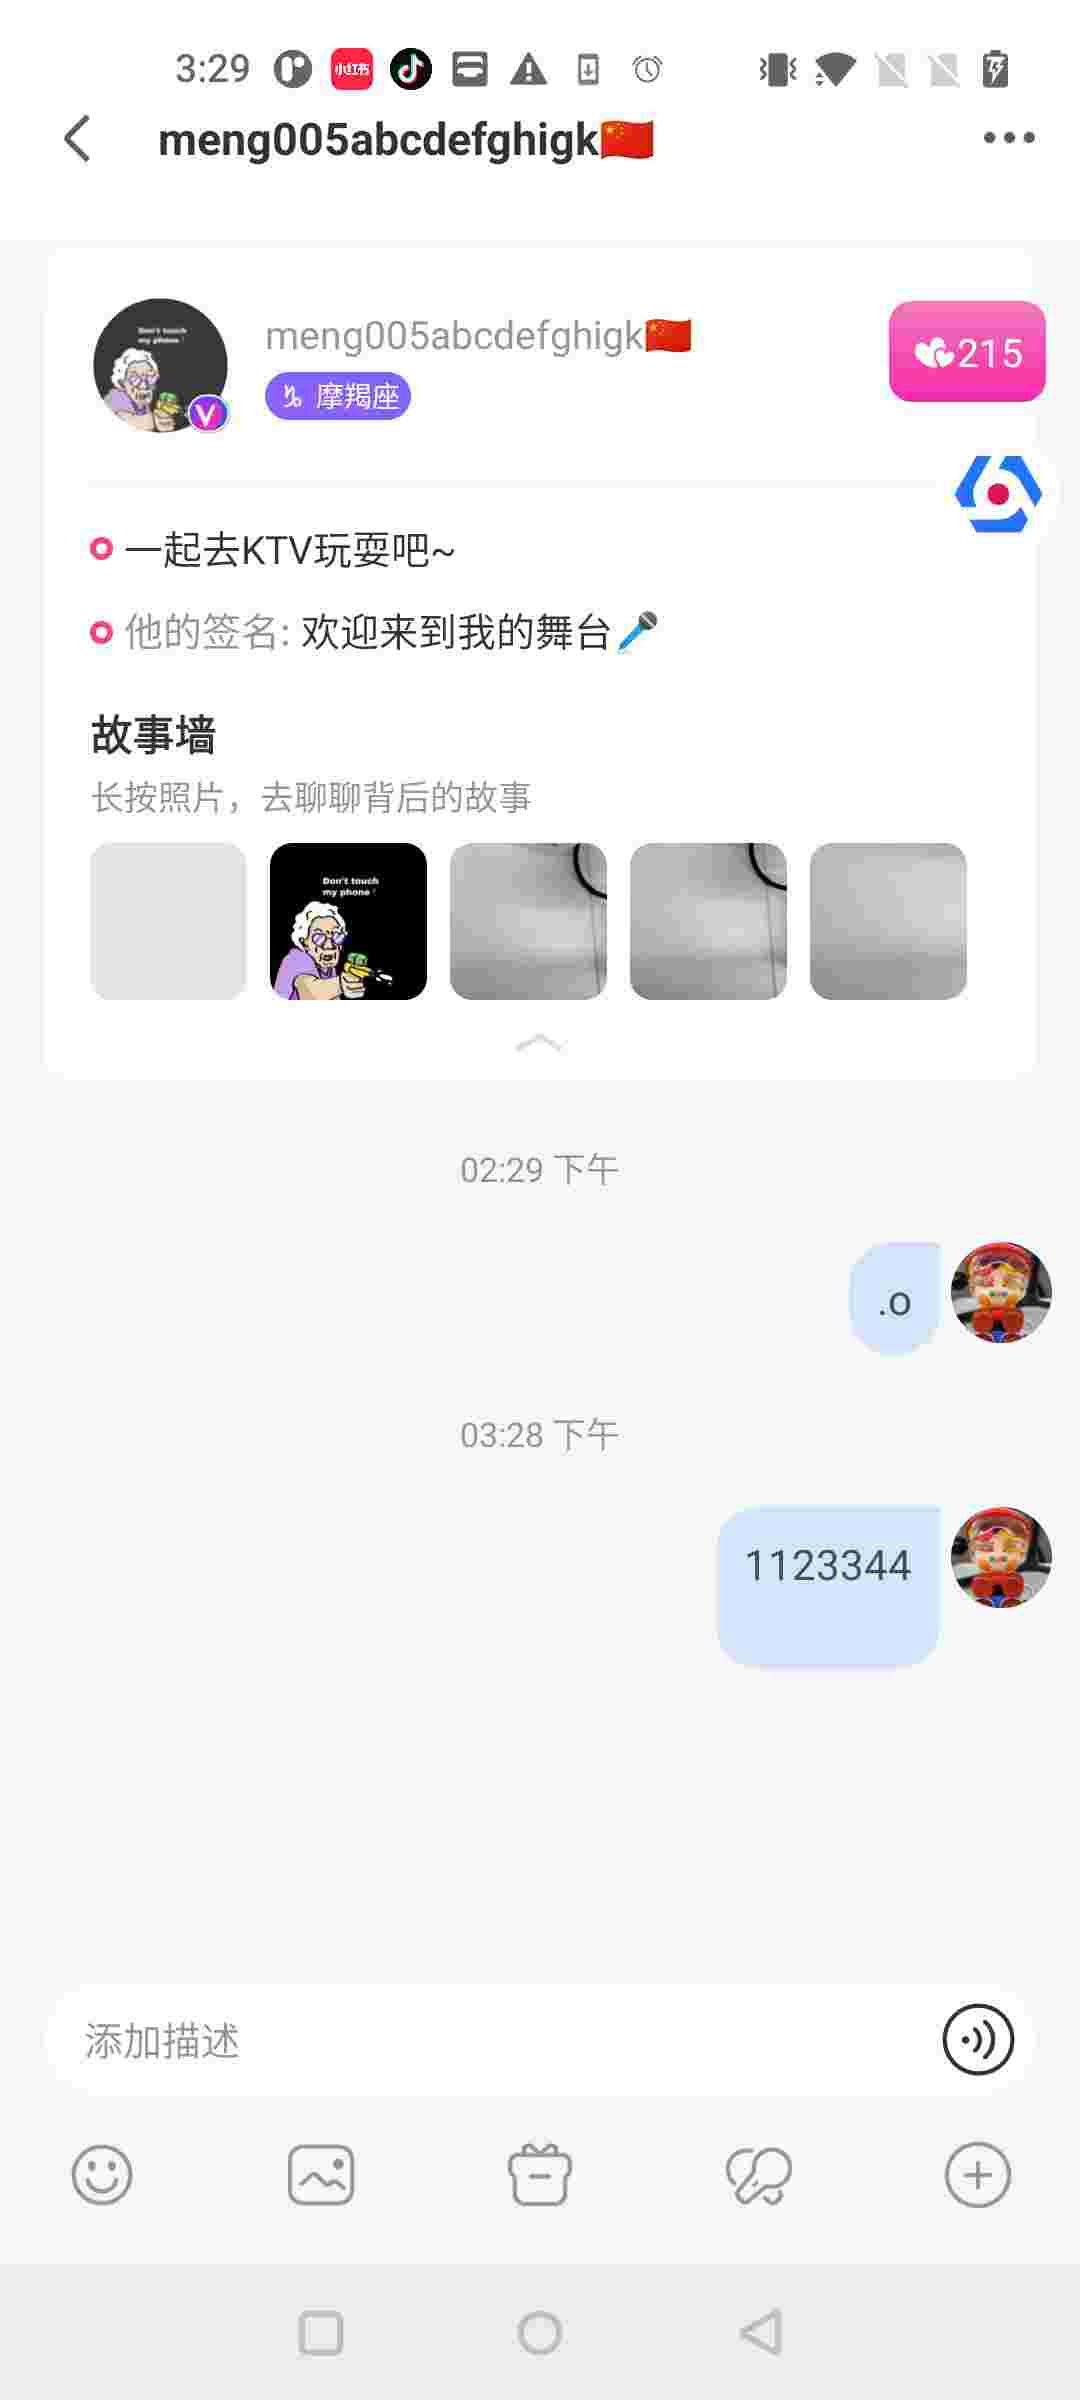 3:29
小红书
meng005abcdefghigk🇨🇳
Don't touch
my phone !
meng005abcdefghigk🇨🇳
215
V
♑ 摩羯座
一起去KTV玩耍吧~
他的签名: 欢迎来到我的舞台🎤
故事墙
长按照片，去聊聊背后的故事
Don't touch
my phone !
02:29 下午
.o
03:28 下午
1123344
添加描述